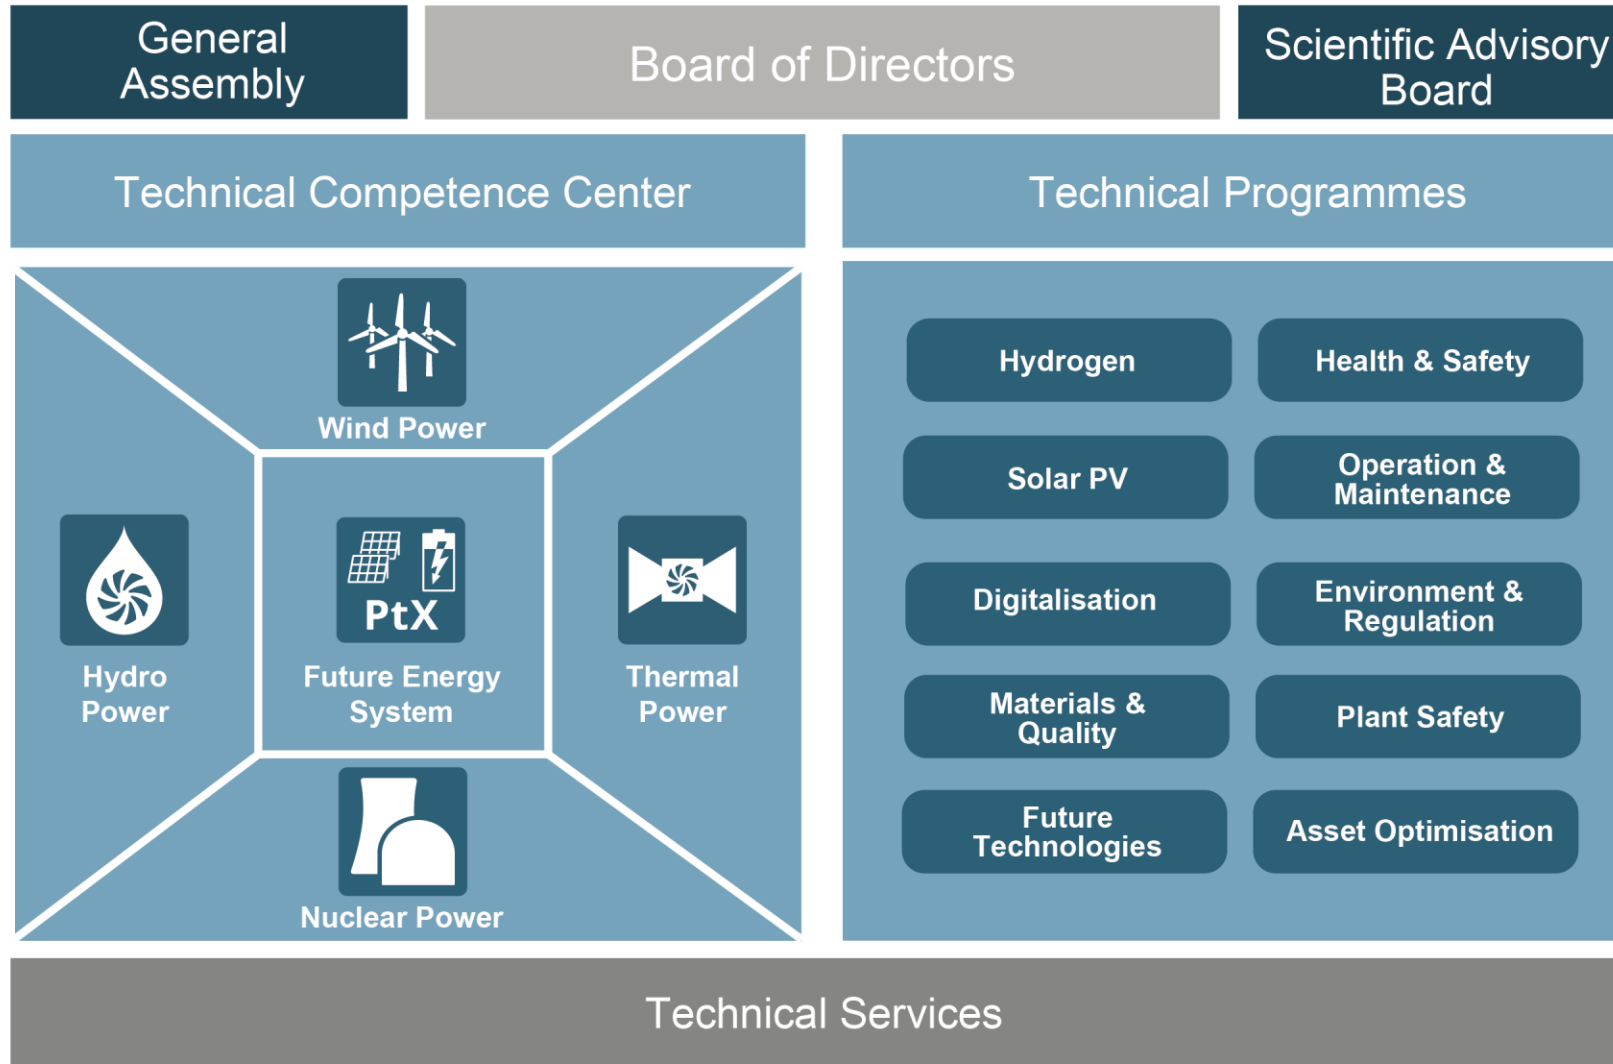 General
Assembly
Board of Directors
Scientific Advisory
Board
Technical Competence Center
Technical Programmes
Wind Power
Hydro
Power
PtX
Future Energy
System
Thermal
Power
Nuclear Power
Hydrogen
Health & Safety
Solar PV
Operation &
Maintenance
Digitalisation
Environment &
Regulation
Materials &
Quality
Plant Safety
Future
Technologies
Asset Optimisation
Technical Services